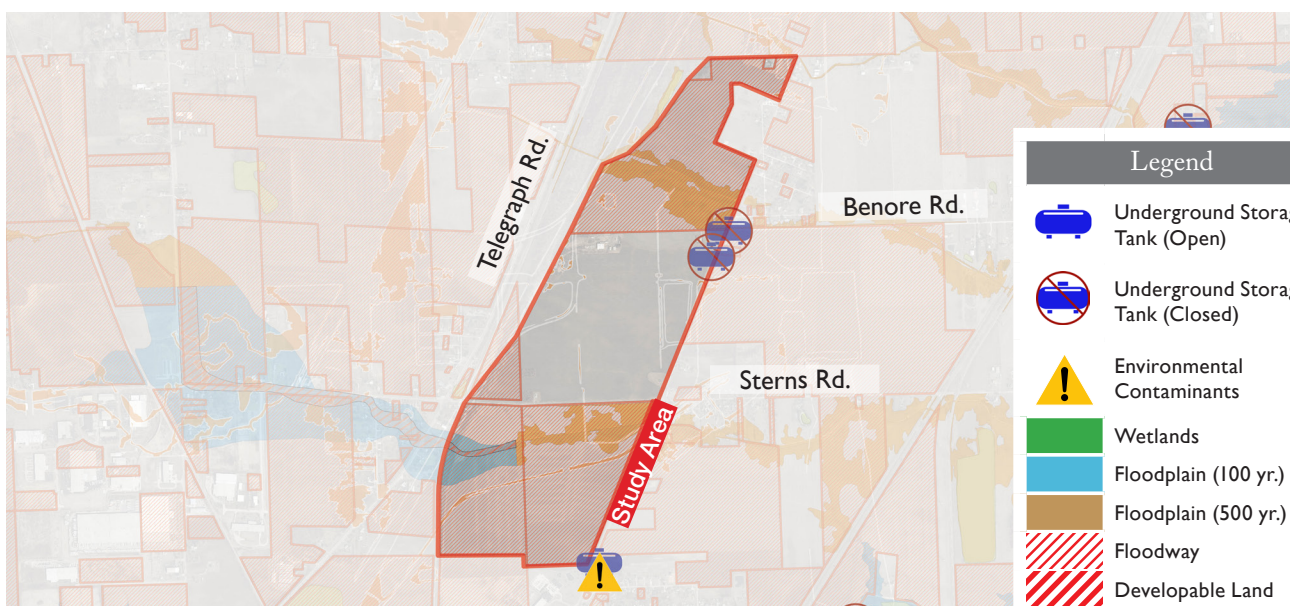 Telegraph Rd.
Benore Rd.
Sterns Rd.
Study Area
Legend
Underground Storag
Tank (Open)
Underground Storag
Tank (Closed)
Environmental
Contaminants
Wetlands
Floodplain (100 yr.)
Floodplain (500 yr.)
Floodway
Developable Land